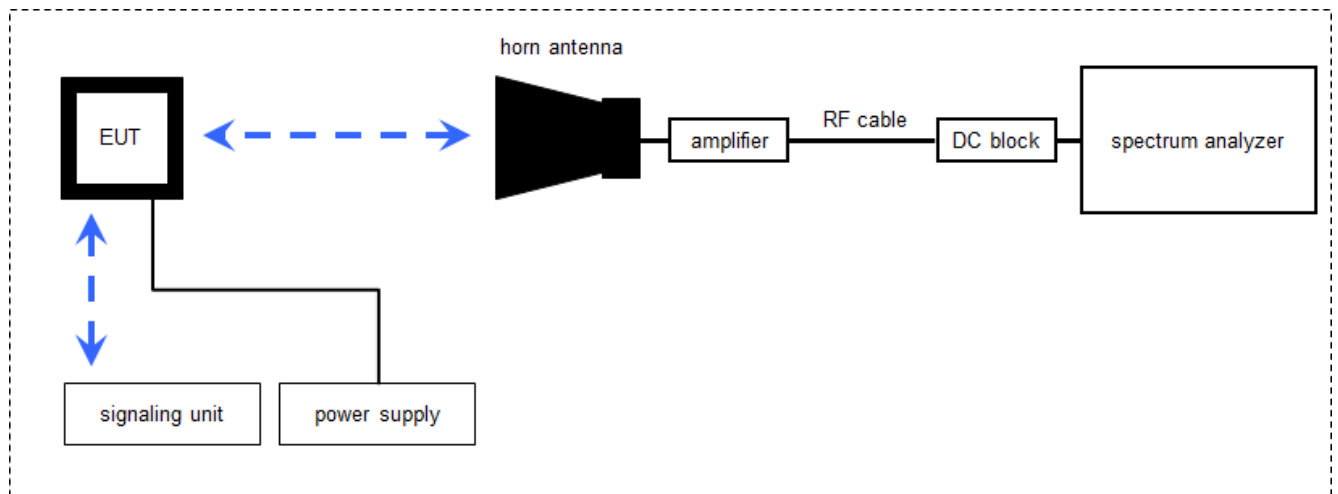 horn antenna
EUT
amplifier
RF cable
DC block
spectrum analyzer
signaling unit
power supply